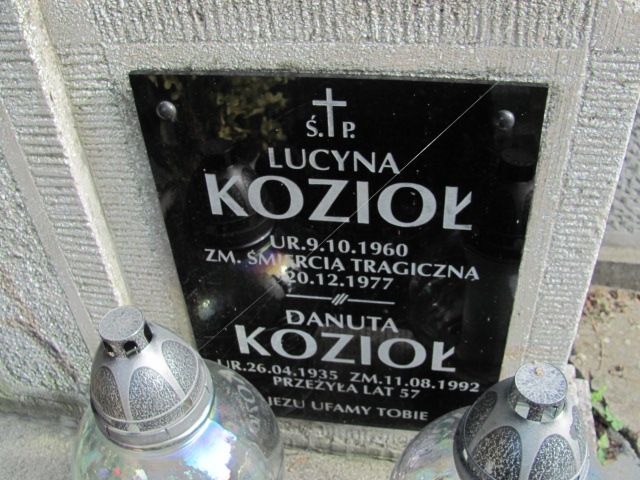 Ś. P.
LUCYNA
KOZIOŁ
UR.9.10.1960
ZM. ŚMIERCIĄ TRAGICZNĄ
20.12.1977
DANUTA
KOZIOŁ
UR.26.04.1935 ZM.11.08.1992
PRZEŻYŁA LAT 57
JEZU UFAMY TOBIE